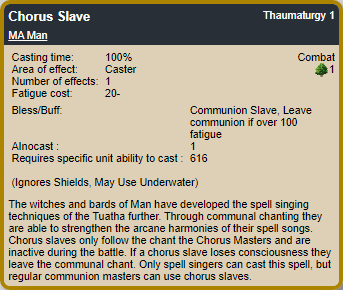 Chorus Slave Thaumaturgy 1
MA Man
Casting time: 100% Combat
Area of effect: Caster 1
Number of effects: 1
Fatigue cost: 20-
Bless/Buff: Communion Slave, Leave
communion if over 100
fatigue
AInocast : 1
Requires specific unit ability to cast : 616
(Ignores Shields, May Use Underwater)
The witches and bards of Man have developed the spell singing
techniques of the Tuatha further. Through communal chanting they
are able to strengthen the arcane harmonies of their spell songs.
Chorus slaves only follow the chant the Chorus Masters and are
inactive during the battle. If a chorus slave loses consciousness they
leave the communal chant. Only spell singers can cast this spell, but
regular communion masters can use chorus slaves.